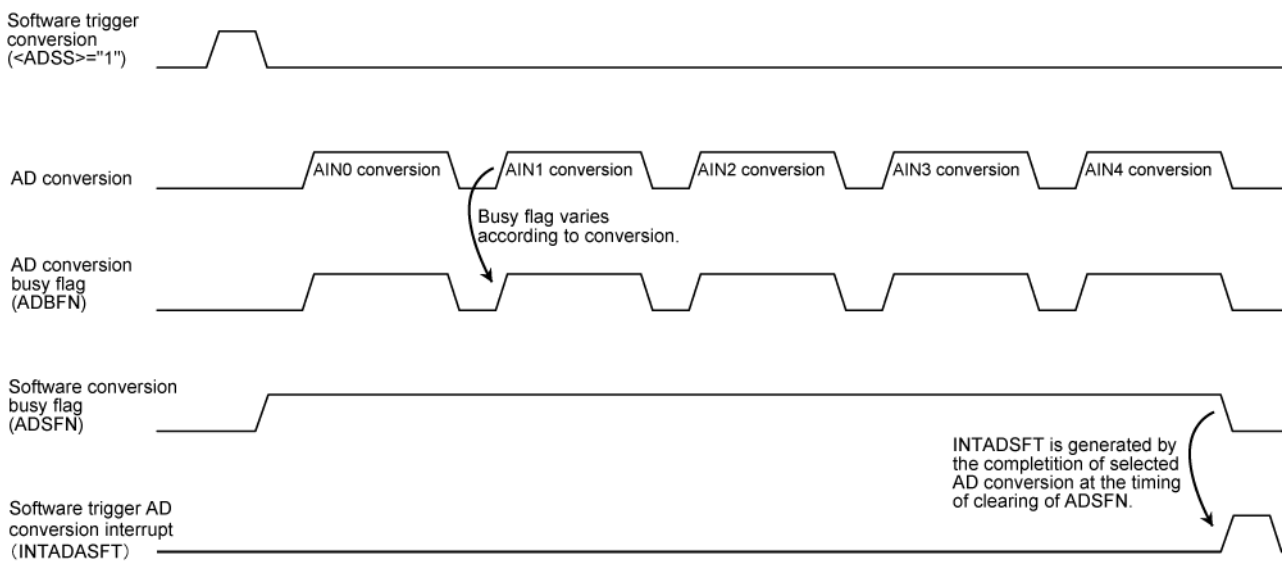 Software trigger
conversion
(<ADSS>="1")
AD conversion
AIN0 conversion
AIN1 conversion
AIN2 conversion
AIN3 conversion
AIN4 conversion
Busy flag varies
according to conversion.
AD conversion
busy flag
(ADBFN)
Software conversion
busy flag
(ADSFN)
INTADSFT is generated by
the completition of selected
AD conversion at the timing
of clearing of ADSFN.
Software trigger AD
conversion interrupt
(INTADASFT)